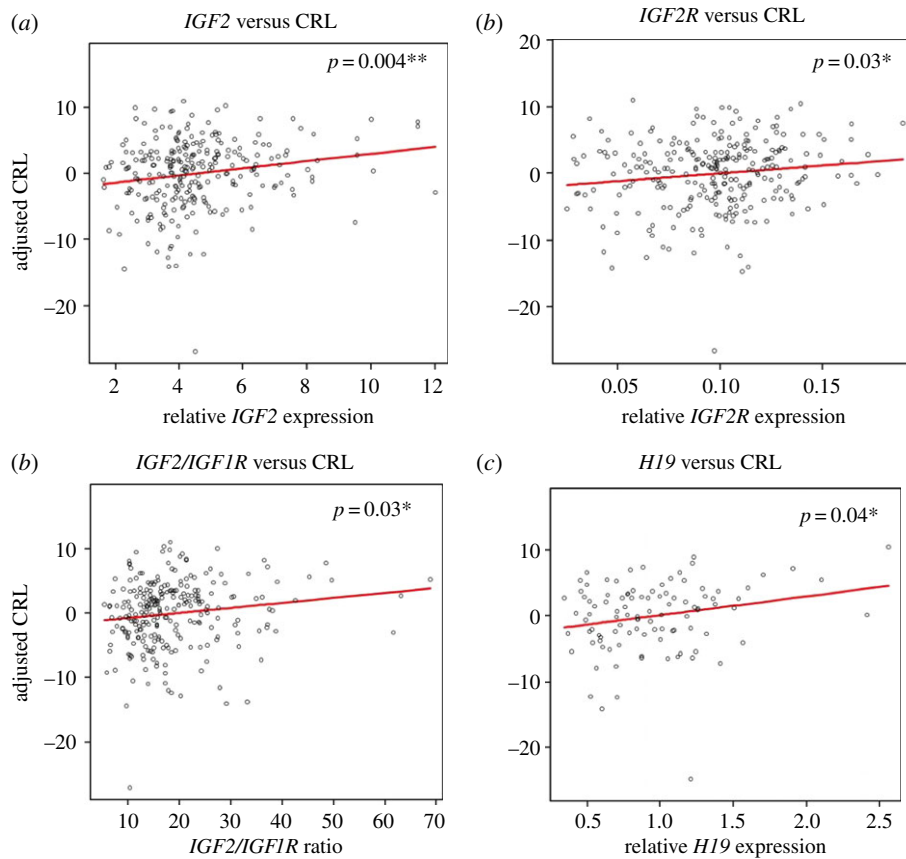 (a) IGF2 versus CRL
p = 0.004**
10
0
−10
−20
adjusted CRL
2 4 6 8 10 12
relative IGF2 expression
(b) IGF2R versus CRL
p = 0.03*
20
10
0
−10
−20
0.05 0.10 0.15
relative IGF2R expression
(b) IGF2/IGF1R versus CRL
p = 0.03*
10
0
−10
−20
adjusted CRL
10 20 30 40 50 60 70
IGF2/IGF1R ratio
(c) H19 versus CRL
p = 0.04*
10
0
−10
−20
0.5 1.0 1.5 2.0 2.5
relative H19 expression